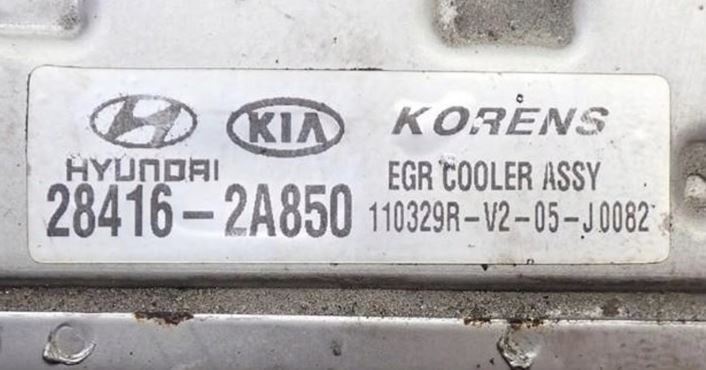 HYUNDAI
28416-2A850
KIA
KORENS
EGR COOLER ASSY
110329R-V2-05-J0082